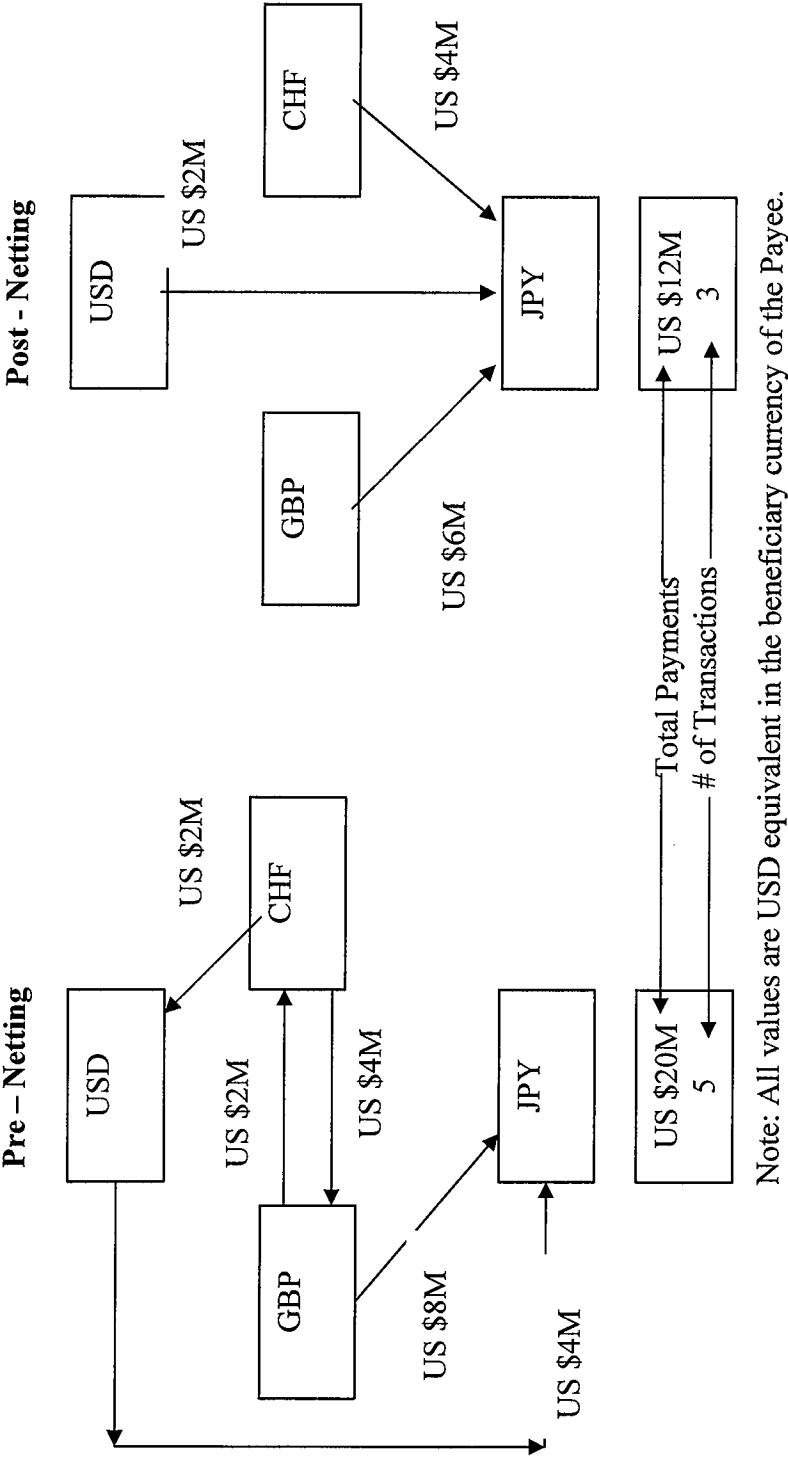 Pre – Netting
USD
US $2M
CHF
US $2M
US $4M
GBP
US $8M
JPY
US $4M
US $20M
5
Post - Netting
USD
US $2M
CHF
US $4M
GBP
US $6M
JPY
US $12M
3
Total Payments
# of Transactions
Note: All values are USD equivalent in the beneficiary currency of the Payee.